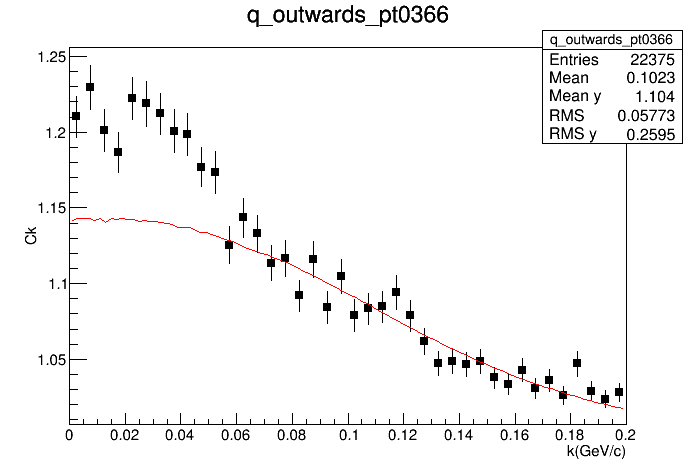 q_outwards_pt0366
q_outwards_pt0366
Entries 22375
Mean 0.1023
Mean y 1.104
RMS 0.05773
RMS y 0.2595
1.25
1.2
1.15
1.1
1.05
Ck
0 0.02 0.04 0.06 0.08 0.1 0.12 0.14 0.16 0.18 0.2
k(GeV/c)